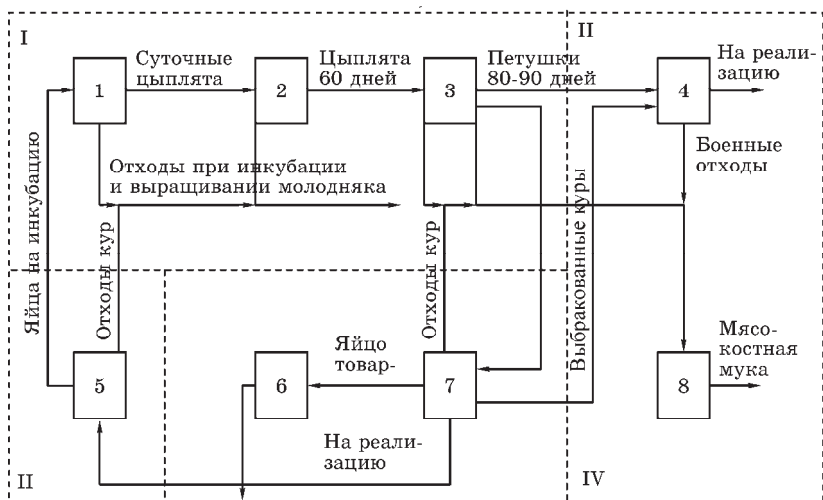 I
II
Суточные
цыплята
Цыплята
60 дней
Петушки
80-90 дней
На реали-
зацию
1
2
3
4
Яйца на инкубацию
Отходы при инкубации
и выращивании молодняка
Военные
отходы
Отходы кур
Отходы кур
Выбракованные куры
Яйцо
товар-
Мясо-
костная
мука
5
6
7
8
На реали-
зацию
II
IV